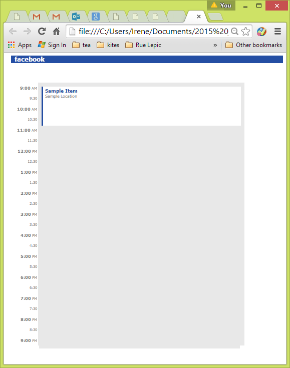 You
file:///C:/Users/Irene/Documents/2015%20
Apps Sign in tea kites Rue Lepic » Other bookmarks
facebook
9:00 AM
Sample Item
Sample Location
9:30
10:00 AM
10:30
11:00 AM
11:30
12:00 PM
12:30
1:00 PM
1:30
2:00 PM
2:30
3:00 PM
3:30
4:00 PM
4:30
5:00 PM
5:30
6:00 PM
6:30
7:00 PM
7:30
8:00 PM
8:30
9:00 PM